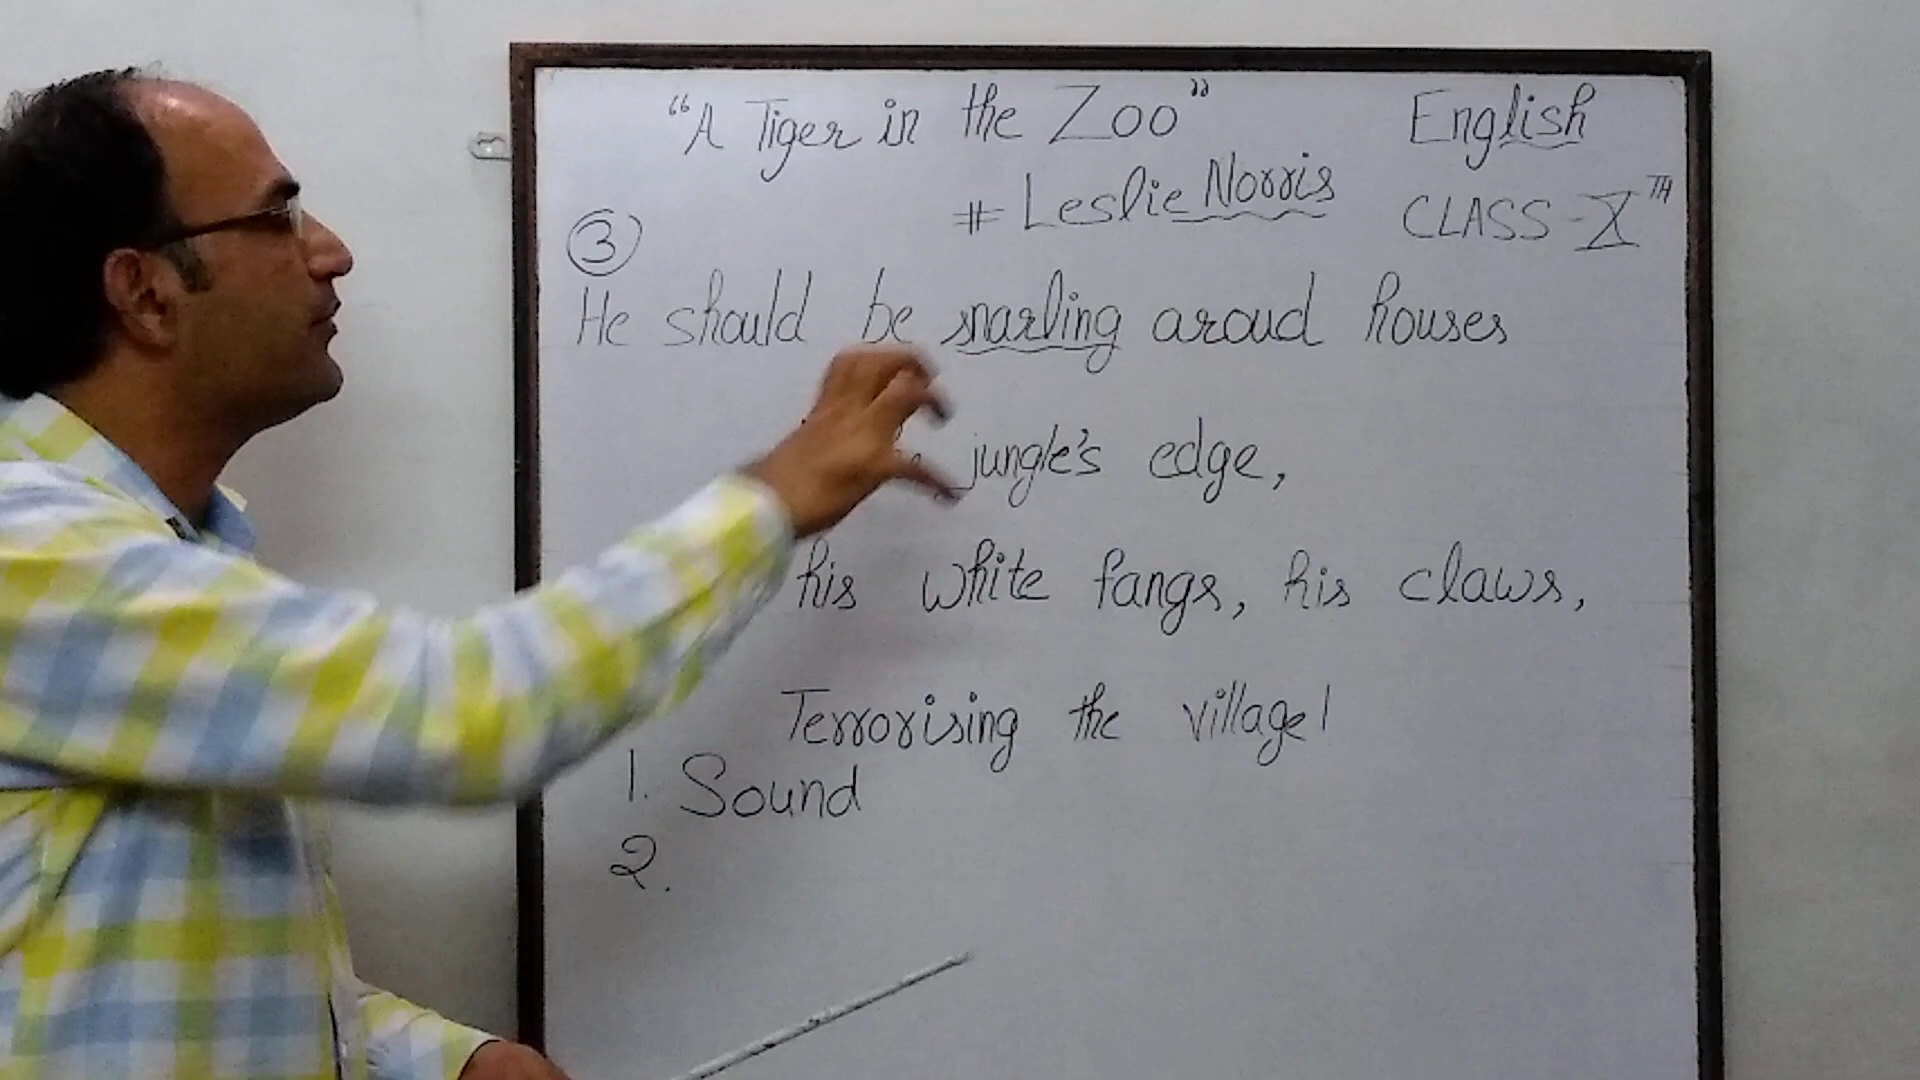 "A Tiger in the Zoo"
English
# Leslie Norris
CLASS - X TH
3
He should be snarling aroud houses
jungle's edge,
his white fangs, his claws,
Terrorising the village!
1. Sound
2.